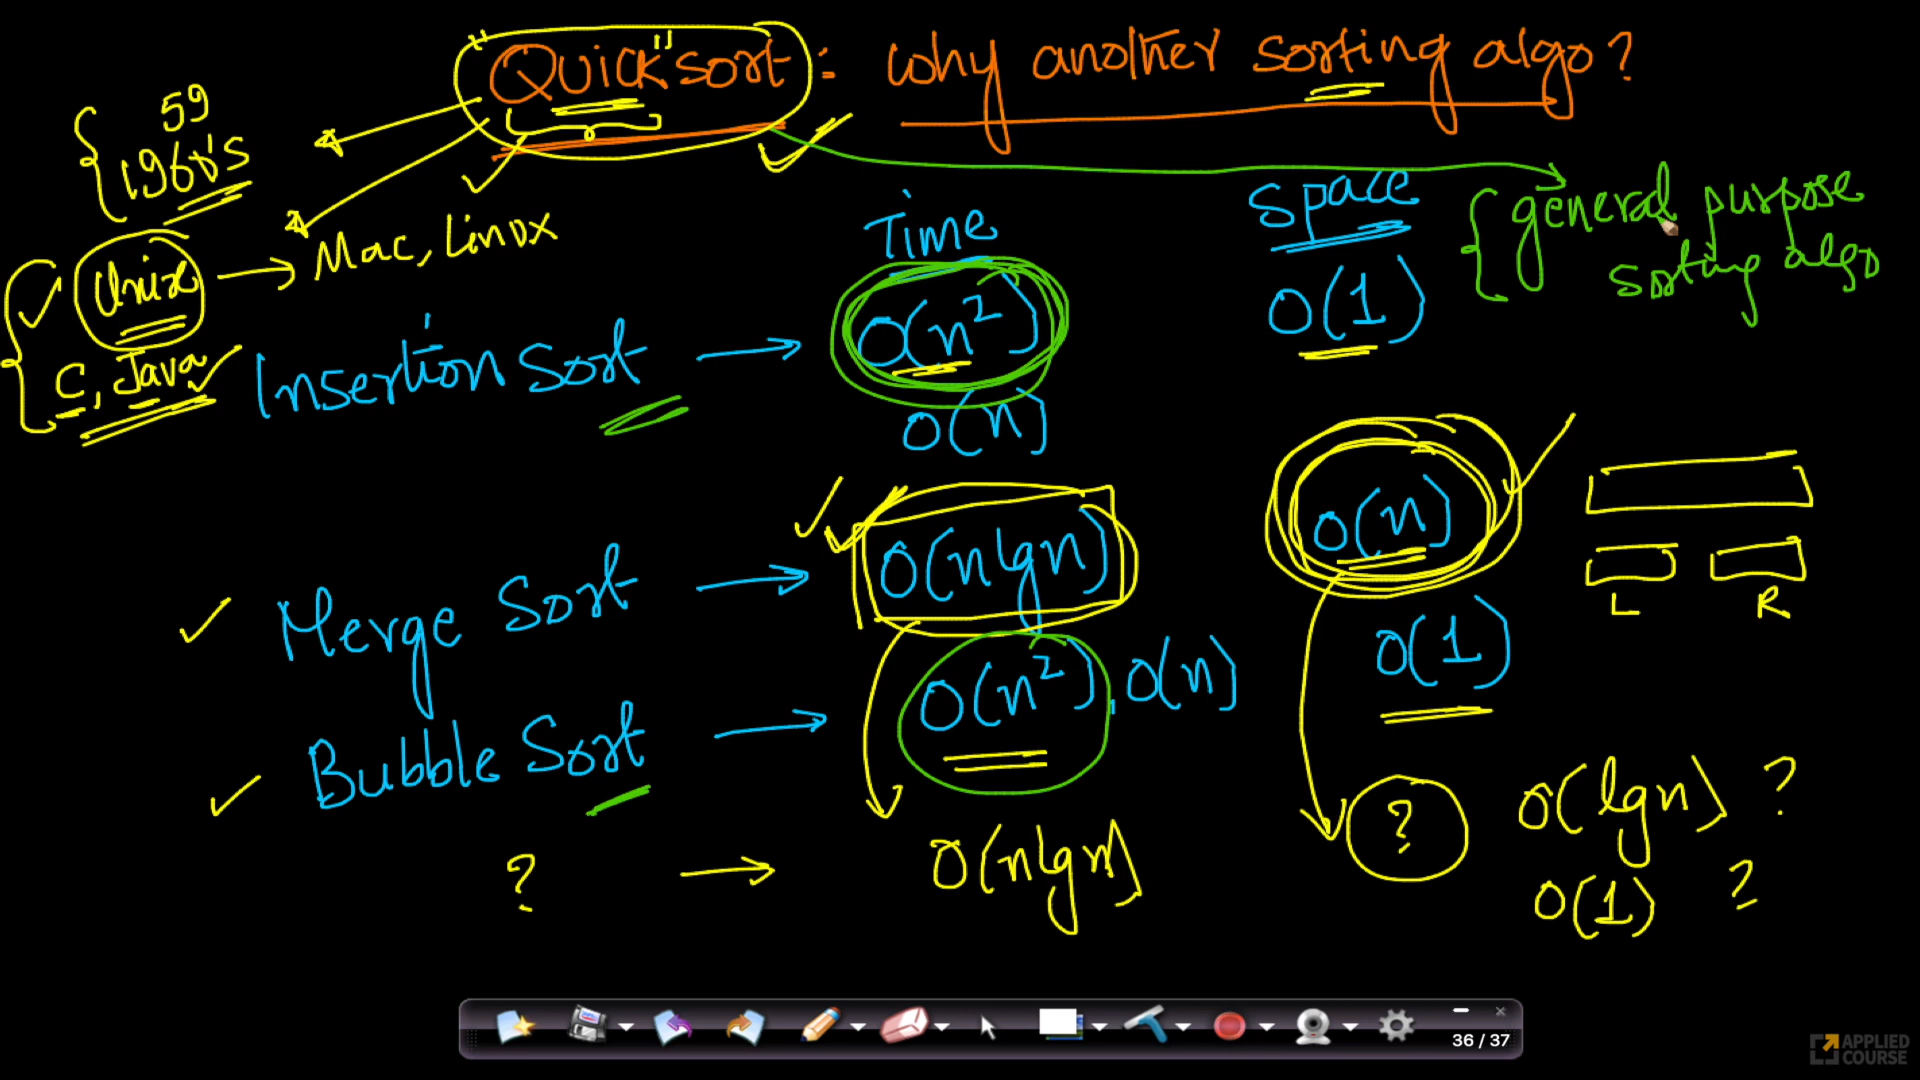 "Quick" sort : Why another sorting algo?
59
1960's
Unix → Mac, Linux
C, Java
Time
Space
general purpose
sorting algo
Insertion Sort → O(n²)
O(1)
O(n)
Merge Sort → O(nlgn)
O(n)
L R
Bubble Sort → O(n²), O(n)
O(1)
? → O(nlgn)
?
O(lgn) ?
O(1) ?
36 / 37
APPLIED
COURSE